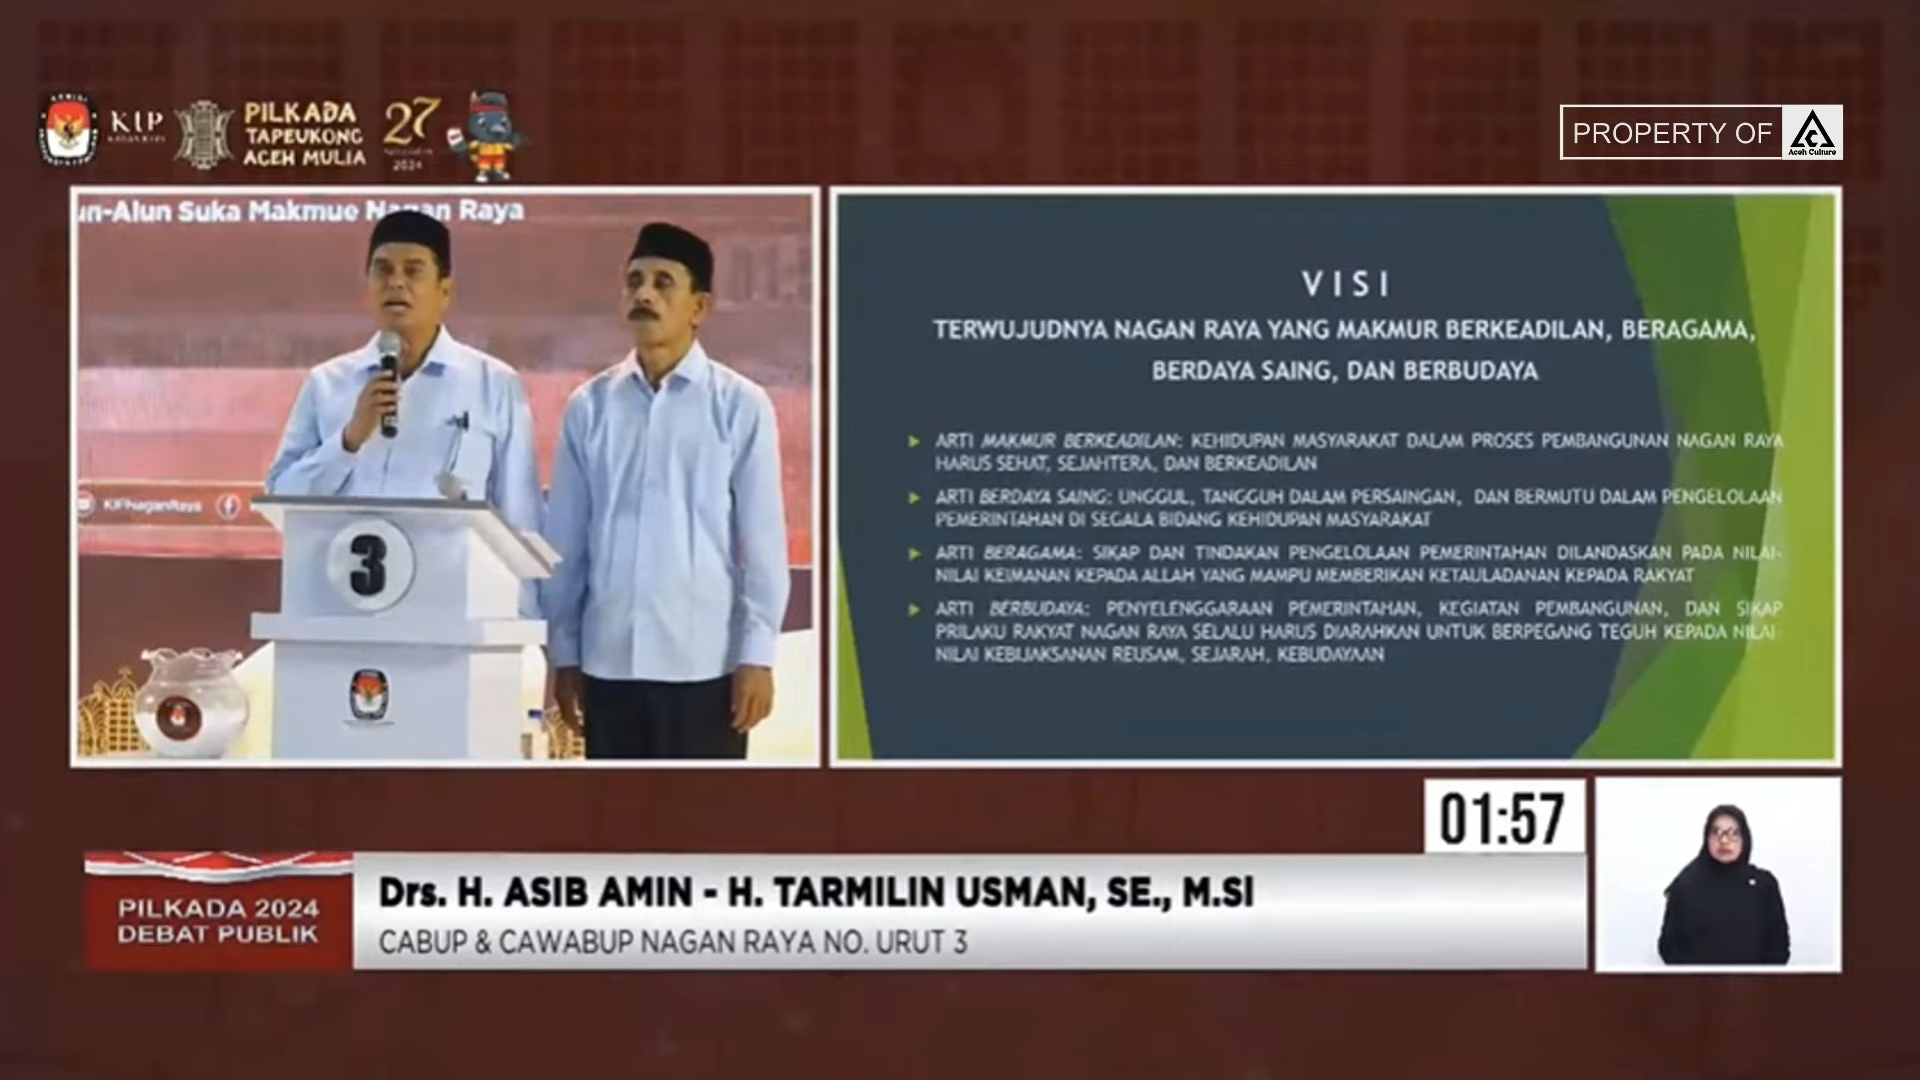 KIP
PILKADA
TAPEUKONG
ACEH MULIA
27
2024
PROPERTY OF
Aceh Culture
un-Alun Suka Makmue Nagan Raya
KIPNaganRaya
3
VISI
TERWUJUDNYA NAGAN RAYA YANG MAKMUR BERKEADILAN, BERAGAMA,
BERDAYA SAING, DAN BERBUDAYA
ARTI MAKMUR BERKEADILAN: KEHIDUPAN MASYARAKAT DALAM PROSES PEMBANGUNAN NAGAN RAYA
HARUS SEHAT, SEJAHTERA, DAN BERKEADILAN
ARTI BERDAYA SAING: UNGGUL, TANGGUH DALAM PERSAINGAN, DAN BERMUTU DALAM PENGELOLAAN
PEMERINTAHAN DI SEGALA BIDANG KEHIDUPAN MASYARAKAT
ARTI BERAGAMA: SIKAP DAN TINDAKAN PENGELOLAAN PEMERINTAHAN DILANDASKAN PADA NILAI-
NILAI KEIMANAN KEPADA ALLAH YANG MAMPU MEMBERIKAN KETAULADANAN KEPADA RAKYAT
ARTI BERBUDAYA: PENYELENGGARAAN PEMERINTAHAN, KEGIATAN PEMBANGUNAN, DAN SIKAP
PRILAKU RAKYAT NAGAN RAYA SELALU HARUS DIARAHKAN UNTUK BERPEGANG TEGUH KEPADA NILAI-
NILAI KEBIJAKSANAN REUSAM, SEJARAH, KEBUDAYAAN
01:57
PILKADA 2024
DEBAT PUBLIK
Drs. H. ASIB AMIN - H. TARMILIN USMAN, SE., M.SI
CABUP & CAWABUP NAGAN RAYA NO. URUT 3